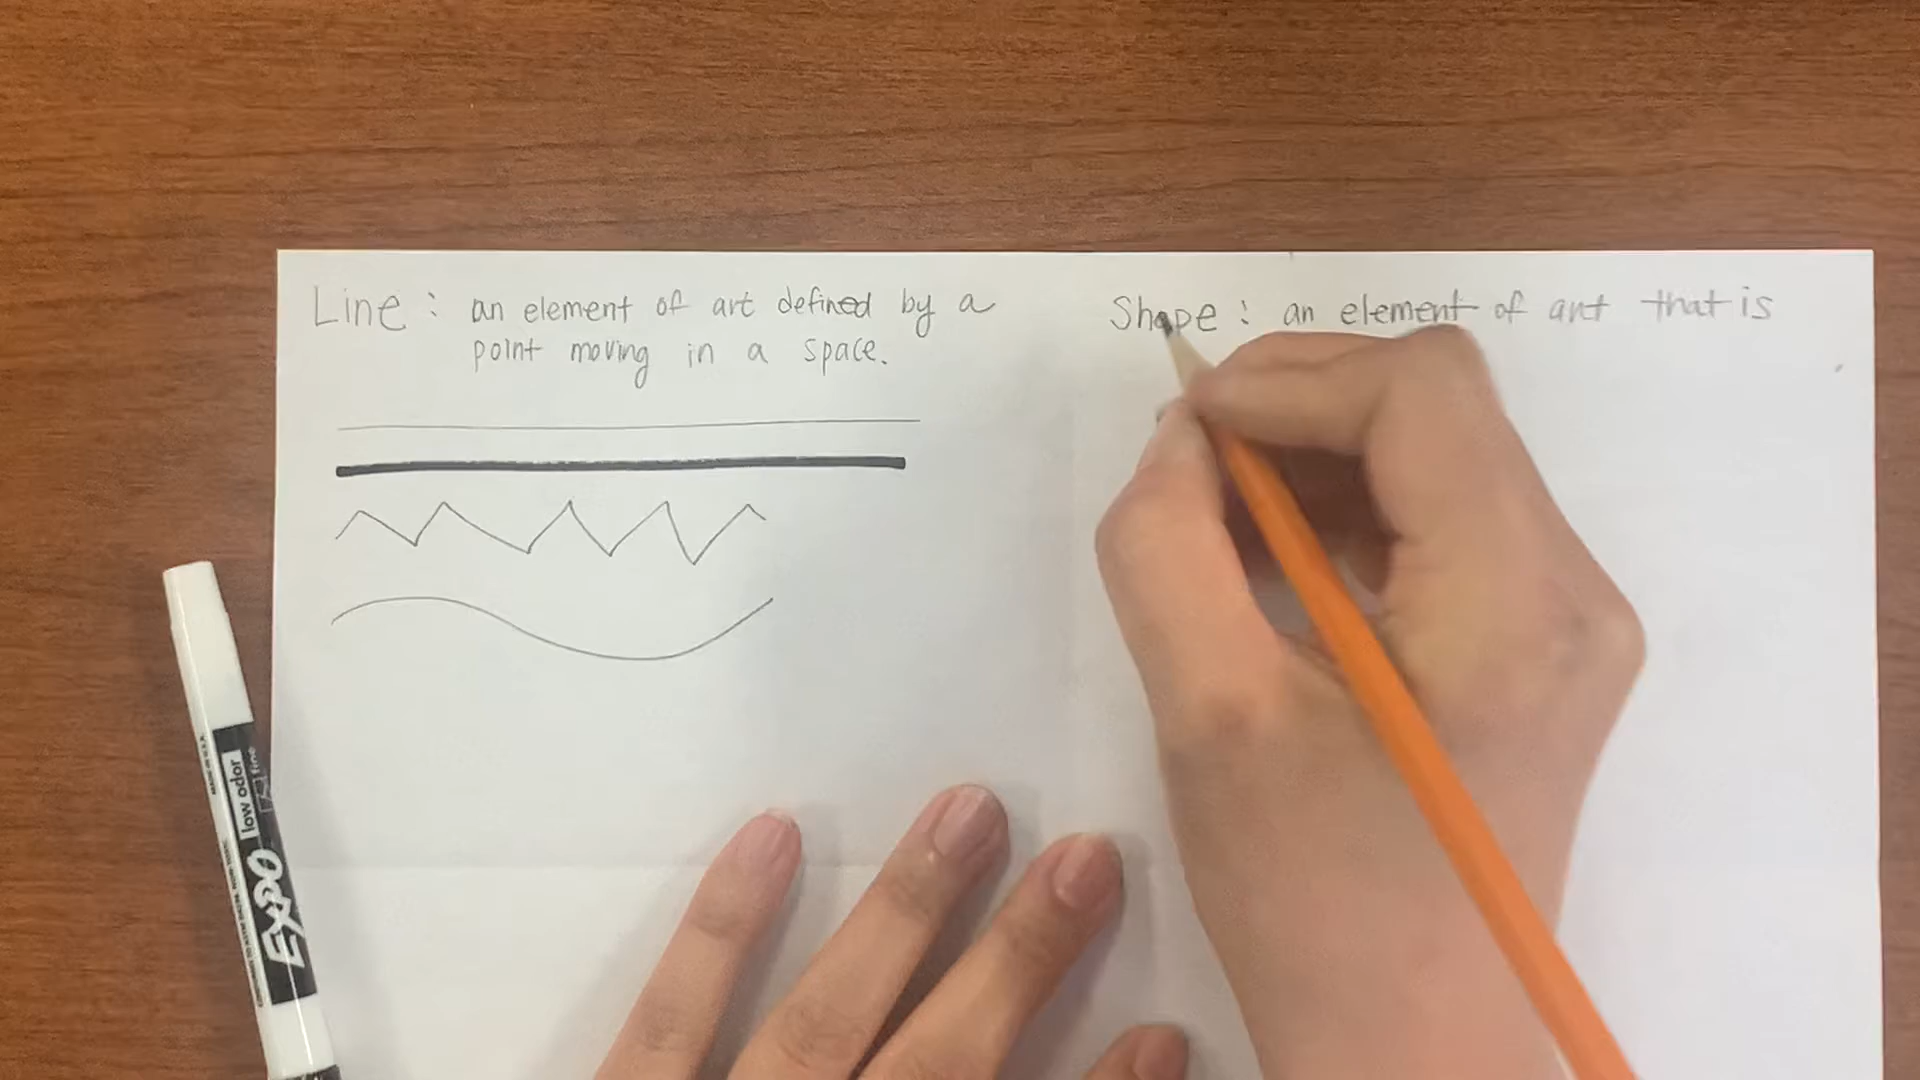 Line: an element of art defined by a
point moving in a space.
Shape: an element of art that is
low odor
fine
EXPO